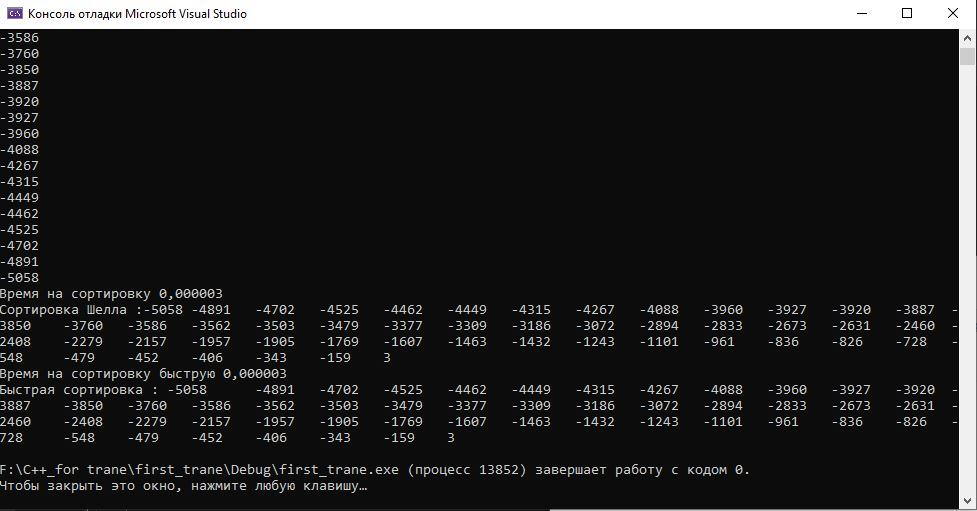 Консоль отладки Microsoft Visual Studio
-3586
-3760
-3850
-3887
-3920
-3927
-3960
-4088
-4267
-4315
-4449
-4462
-4525
-4702
-4891
-5058
Время на сортировку 0,000003
Сортировка Шелла :-5058 -4891 -4702 -4525 -4462 -4449 -4315 -4267 -4088 -3960 -3927 -3920 -3887 -
3850 -3760 -3586 -3562 -3503 -3479 -3377 -3309 -3186 -3072 -2894 -2833 -2673 -2631 -2460 -
2408 -2279 -2157 -1957 -1905 -1769 -1607 -1463 -1432 -1243 -1101 -961 -836 -826 -728 -
548 -479 -452 -406 -343 -159 3
Время на сортировку быструю 0,000003
Быстрая сортировка : -5058 -4891 -4702 -4525 -4462 -4449 -4315 -4267 -4088 -3960 -3927 -3920 -
3887 -3850 -3760 -3586 -3562 -3503 -3479 -3377 -3309 -3186 -3072 -2894 -2833 -2673 -2631 -
2460 -2408 -2279 -2157 -1957 -1905 -1769 -1607 -1463 -1432 -1243 -1101 -961 -836 -826 -
728 -548 -479 -452 -406 -343 -159 3
F:\C++_for trane\first_trane\Debug\first_trane.exe (процесс 13852) завершает работу с кодом 0.
Чтобы закрыть это окно, нажмите любую клавишу…